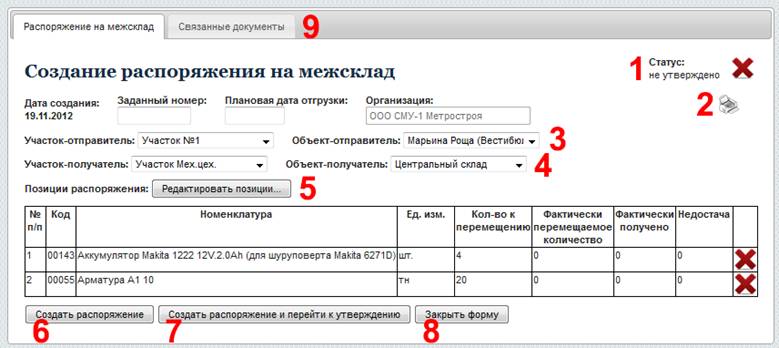 Распоряжение на межсклад Связанные документы 9
Создание распоряжения на межсклад
1 Статус:
не утверждено
2
Дата создания: Заданный номер: Плановая дата отгрузки: Организация:
19.11.2012 ООО СМУ-1 Метростроя
Участок-отправитель: Участок №1 Объект-отправитель: Марьина Роща (Вестибюл 3
Участок-получатель: Участок Мех.цех. Объект-получатель: Центральный склад 4
Позиции распоряжения: Редактировать позиции... 5
№ п/п Код Номенклатура Ед. изм. Кол-во к перемещению Фактически перемещаемое количество Фактически получено Недостача
1 00143 Аккумулятор Makita 1222 12V.2.0Ah (для шуруповерта Makita 6271D) шт. 4 0 0 0
2 00055 Арматура А1 10 тн 20 0 0 0
Создать распоряжение Создать распоряжение и перейти к утверждению Закрыть форму
6 7 8